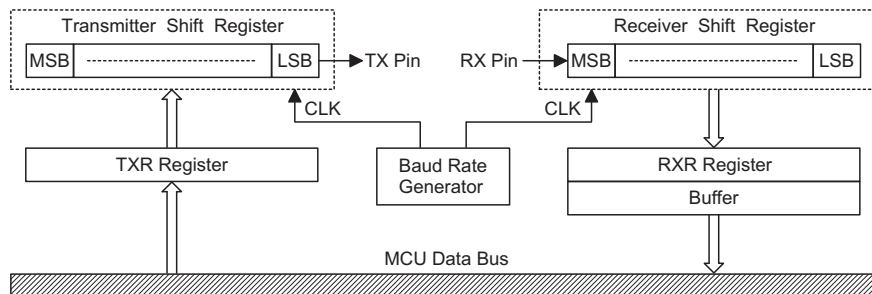 Transmitter Shift Register
Receiver Shift Register
MSB
LSB
TX Pin
RX Pin
MSB
LSB
CLK
CLK
TXR Register
Baud Rate
Generator
RXR Register
Buffer
MCU Data Bus